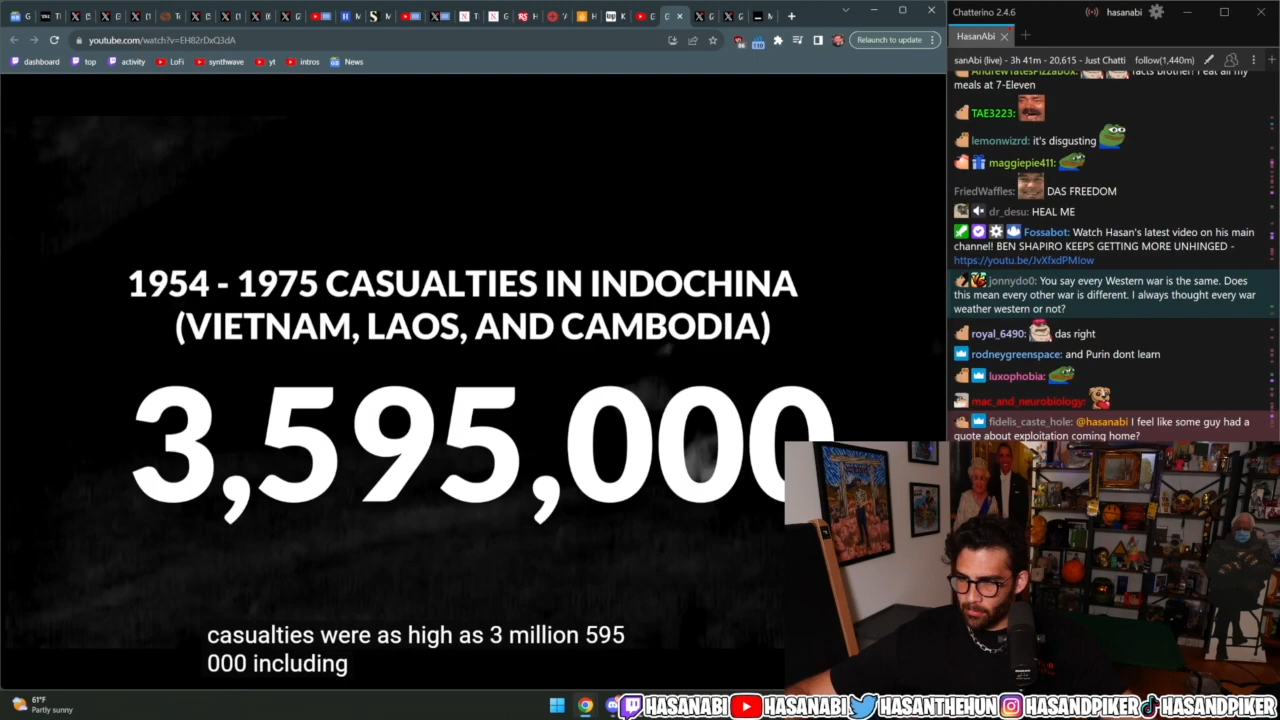 Relaunch to update
youtube.com/watch?v=EH82rDxQ3dA
dashboard
top
activity
LoFi
synthwave
yt
intros
News
1954 - 1975 CASUALTIES IN INDOCHINA
(VIETNAM, LAOS, AND CAMBODIA)
3,595,000
casualties were as high as 3 million 595
000 including
Chatterino 2.4.6
hasanabi
HasanAbi
sanAbi (live) - 3h 41m - 20,615 - Just Chatti
follow(1,440m)
AndrewTatesPizzaBox: facts brother! I eat all my
meals at 7-Eleven
TAE3223:
lemonwizrd: it's disgusting
maggiepie411:
FriedWaffles: DAS FREEDOM
dr_desu: HEAL ME
Fossabot: Watch Hasan's latest video on his main
channel! BEN SHAPIRO KEEPS GETTING MORE UNHINGED -
https://youtu.be/JvXfxdPMIow
jonnydo0: You say every Western war is the same. Does
this mean every other war is different. I always thought every war
weather western or not?
royal_6490: das right
rodneygreenspace: and Purin dont learn
luxophobia:
mac_and_neurobiology:
fidelis_caste_hole: @hasanabi I feel like some guy had a
quote about exploitation coming home?
61°F
Partly sunny
HASANABI
HASANABI
HASANTHEHUN
HASANDPIKER
HASANDPIKER